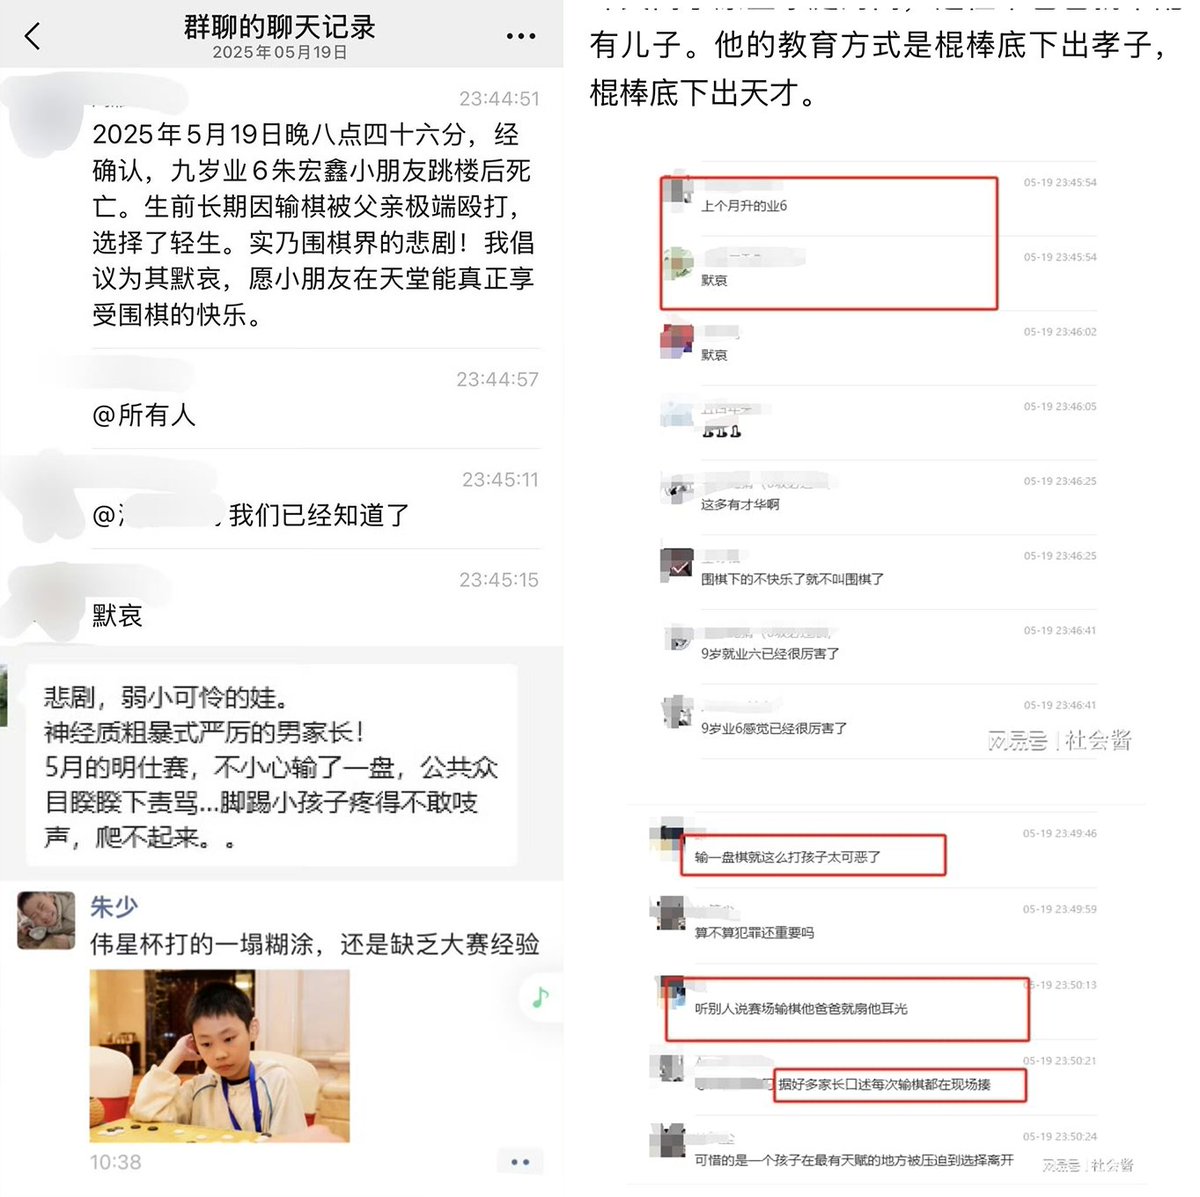 群聊的聊天记录
2025年05月19日
23:44:51
2025年5月19日晚八点四十六分，经
确认，九岁业6朱宏鑫小朋友跳楼后死
亡。生前长期因输棋被父亲极端殴打，
选择了轻生。实乃围棋界的悲剧！我倡
议为其默哀，愿小朋友在天堂能真正享
受围棋的快乐。
23:44:57
@所有人
23:45:11
@
我们已经知道了
23:45:15
默哀
悲剧，弱小可怜的娃。
神经质粗暴式严厉的男家长！
5月的明仕赛，不小心输了一盘，公共众
目睽睽下责骂...脚踢小孩子疼得不敢吱
声，爬不起来。。
朱少
伟星杯打的一塌糊涂，还是缺乏大赛经验
10:38
有儿子。他的教育方式是棍棒底下出孝子，
棍棒底下出天才。
05-19 23:45:54
上个月升的业6
05-19 23:45:54
默哀
05-19 23:46:02
默哀
05-19 23:46:05
05-19 23:46:25
这多有才华啊
05-19 23:46:25
围棋下的不快乐了就不叫围棋了
05-19 23:46:41
9岁就业六已经很厉害了
05-19 23:46:41
9岁业6感觉已经很厉害了
网易号 | 社会酱
05-19 23:49:46
输一盘棋就这么打孩子太可恶了
05-19 23:49:59
算不算犯罪还重要吗
05-19 23:50:13
听别人说赛场输棋他爸爸就扇他耳光
05-19 23:50:21
据好多家长口述每次输棋都在现场揍
05-19 23:50:24
可惜的是一个孩子在最有天赋的地方被压迫到选择离开
网易号 | 社会酱